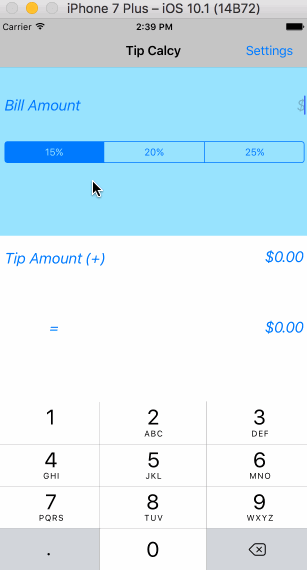 iPhone 7 Plus – iOS 10.1 (14B72)
Carrier 2:39 PM
Tip Calcy Settings
Bill Amount $
15% 20% 25%
Tip Amount (+) $0.00
= $0.00
1 2 3
ABC DEF
4 5 6
GHI JKL MNO
7 8 9
PQRS TUV WXYZ
. 0